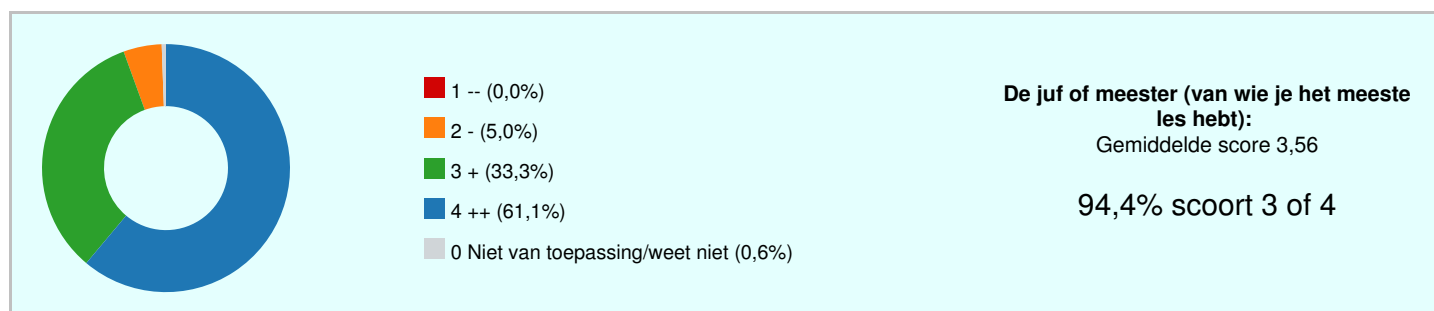 1 -- (0,0%)
2 - (5,0%)
3 + (33,3%)
4 ++ (61,1%)
0 Niet van toepassing/weet niet (0,6%)
De juf of meester (van wie je het meeste
les hebt):
Gemiddelde score 3,56
94,4% scoort 3 of 4